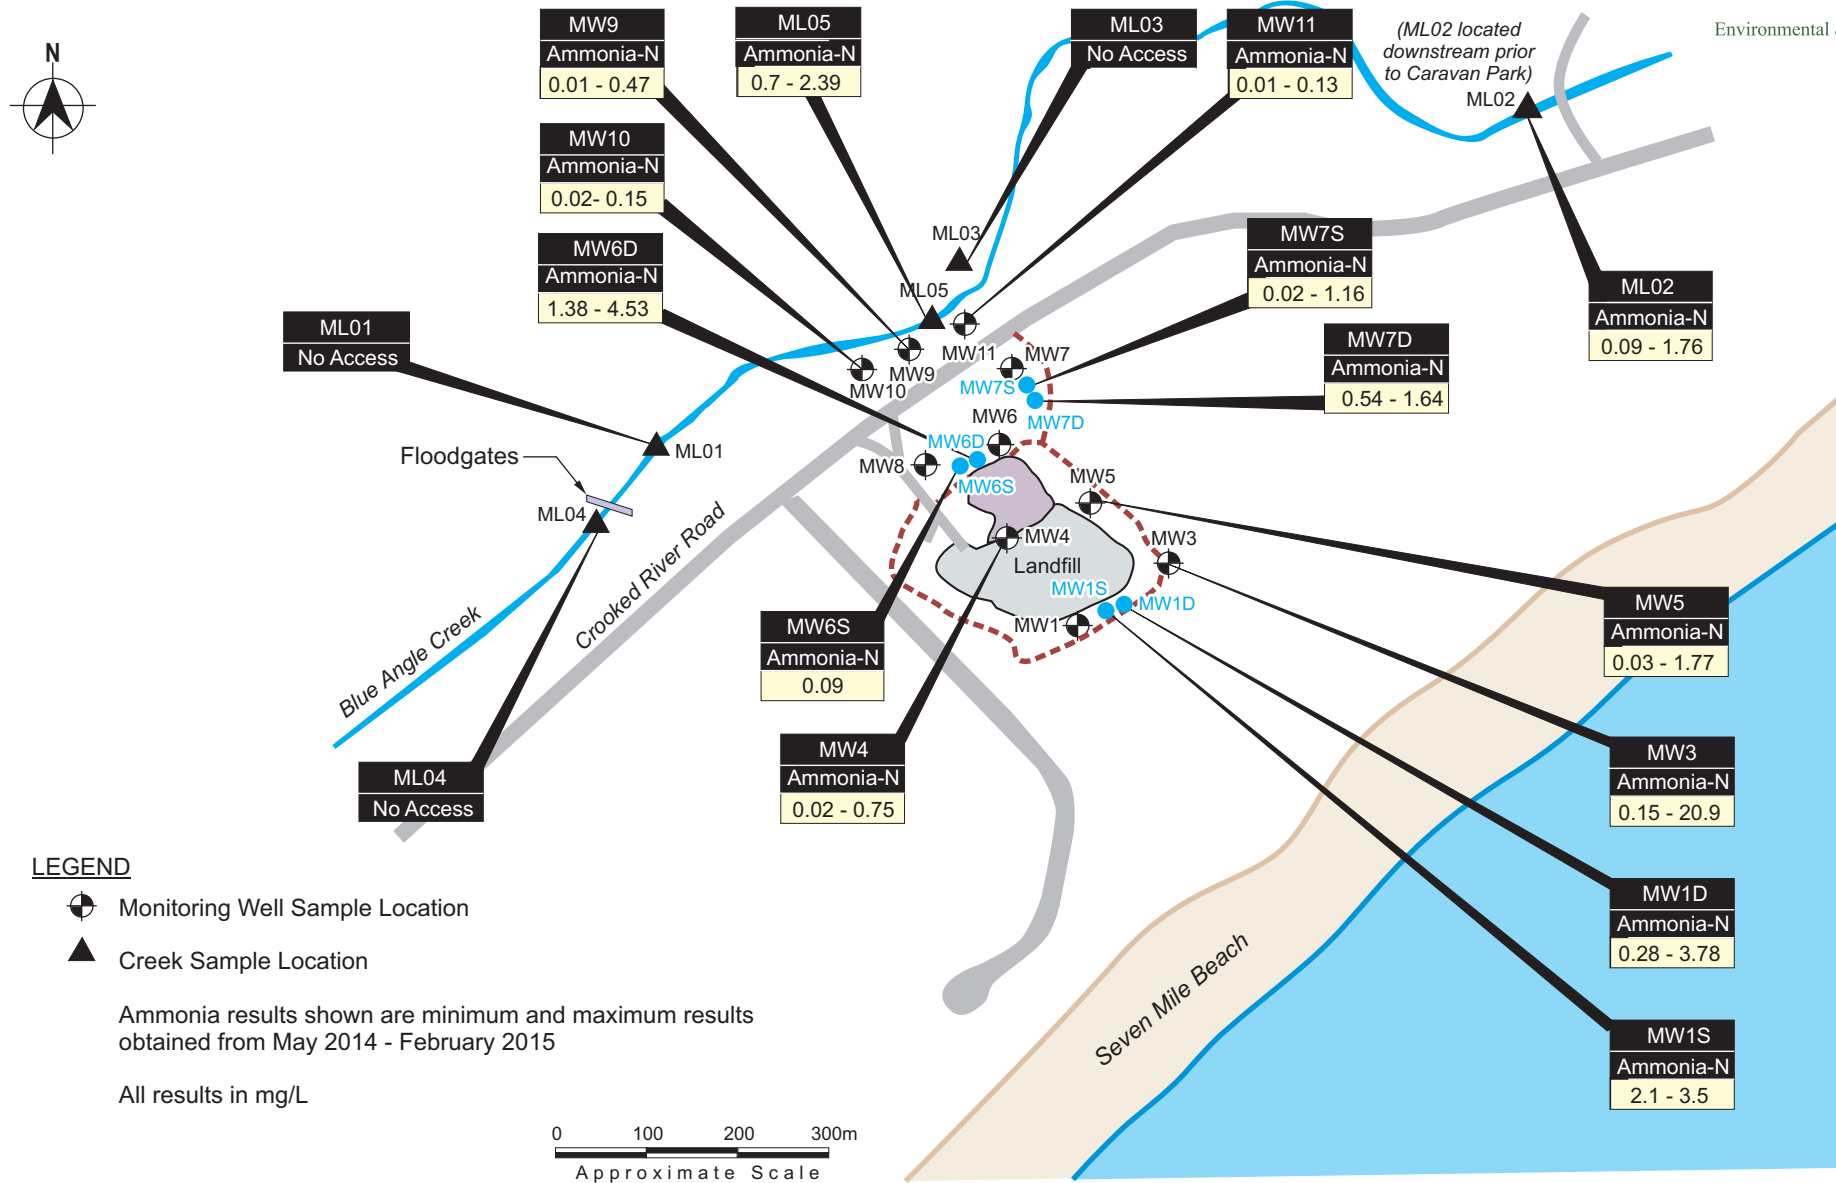 N
MW9
Ammonia-N
0.01 - 0.47
ML05
Ammonia-N
0.7 - 2.39
ML03
No Access
MW11
Ammonia-N
0.01 - 0.13
(ML02 located
downstream prior
to Caravan Park)
ML02
Environmental
MW10
Ammonia-N
0.02- 0.15
MW6D
Ammonia-N
1.38 - 4.53
ML01
No Access
ML03
ML05
MW7S
Ammonia-N
0.02 - 1.16
ML02
Ammonia-N
0.09 - 1.76
MW7D
Ammonia-N
0.54 - 1.64
MW11
MW7
MW9
MW10
MW7S
MW7D
MW6
MW6D
MW8
MW6S
MW5
ML01
Floodgates
ML04
MW4
MW3
Landfill
MW1S
MW1D
MW1
Crooked River Road
Blue Angle Creek
MW6S
Ammonia-N
0.09
MW5
Ammonia-N
0.03 - 1.77
MW4
Ammonia-N
0.02 - 0.75
MW3
Ammonia-N
0.15 - 20.9
ML04
No Access
MW1D
Ammonia-N
0.28 - 3.78
MW1S
Ammonia-N
2.1 - 3.5
Seven Mile Beach
LEGEND
Monitoring Well Sample Location
Creek Sample Location
Ammonia results shown are minimum and maximum results
obtained from May 2014 - February 2015
All results in mg/L
0 100 200 300m
Approximate Scale